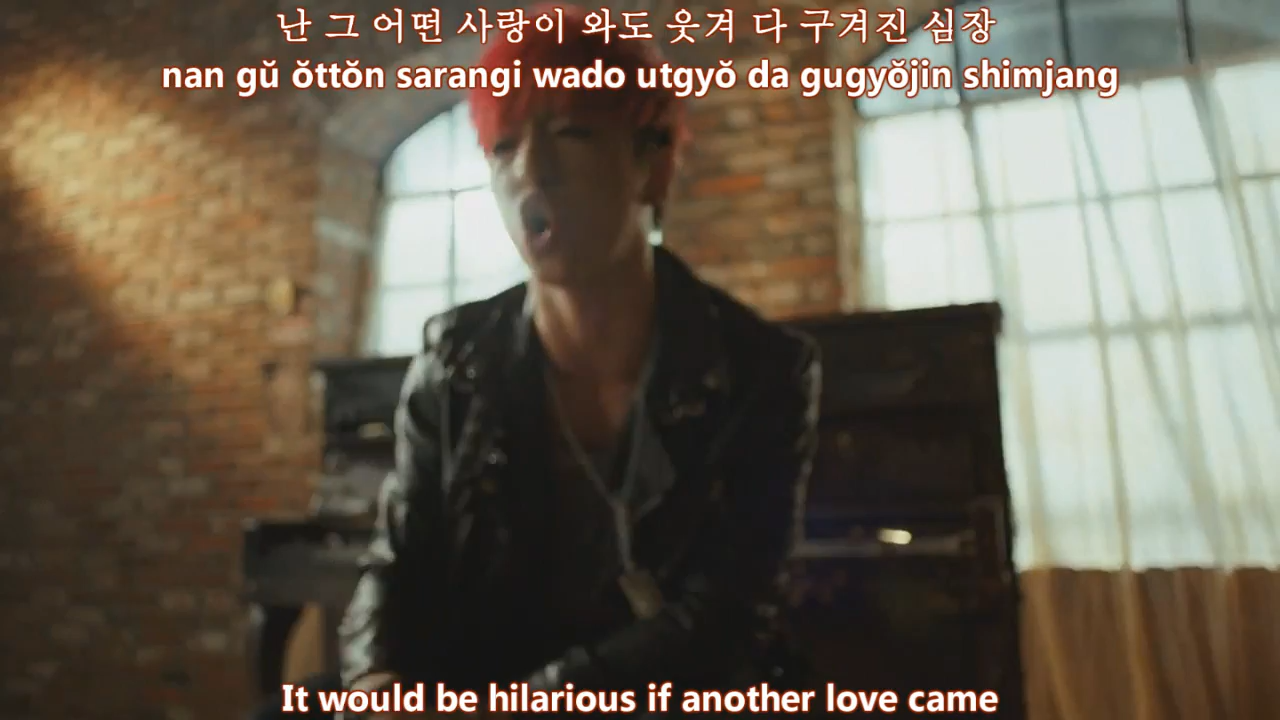 난 그 어떤 사랑이 와도 웃겨 다 구겨진 심장
nan gŭ ŏttŏn sarangi wado utgyŏ da gugyŏjin shimjang
It would be hilarious if another love came